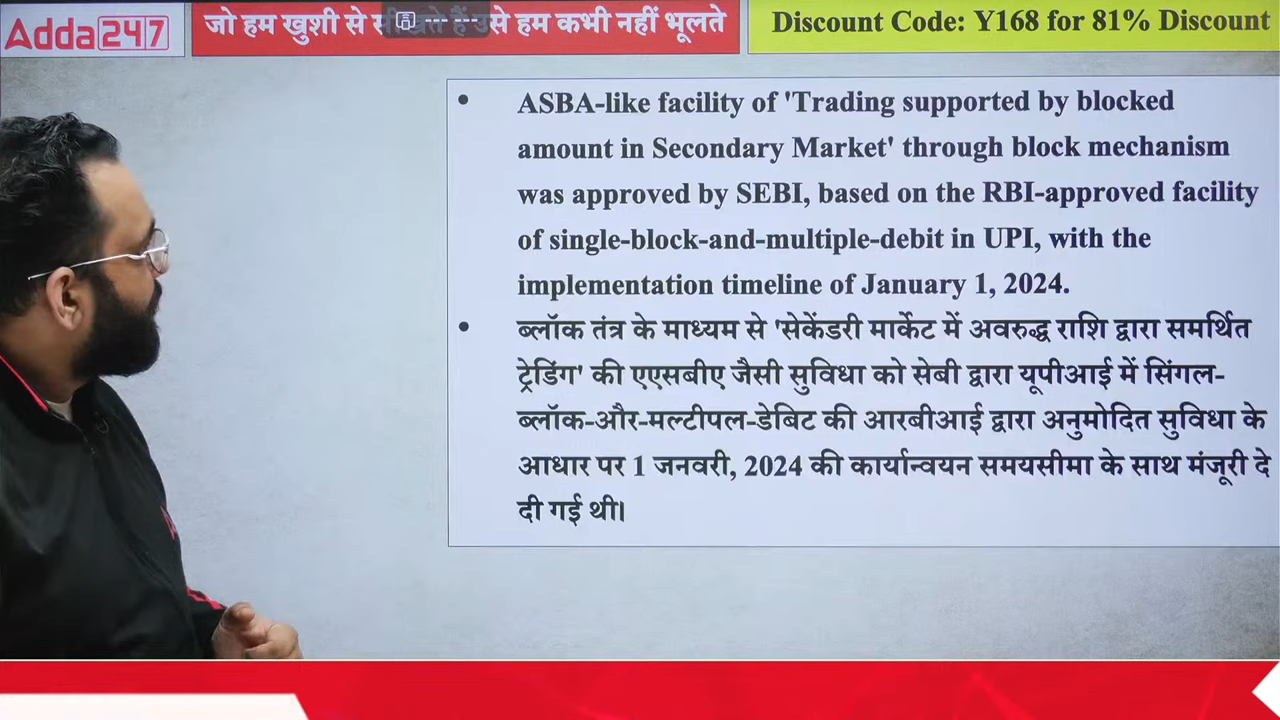 Adda247
जो हम खुशी से से हम कभी नहीं भूलते
Discount Code: Y168 for 81% Discount
• ASBA-like facility of 'Trading supported by blocked
amount in Secondary Market' through block mechanism
was approved by SEBI, based on the RBI-approved facility
of single-block-and-multiple-debit in UPI, with the
implementation timeline of January 1, 2024.
• ब्लॉक तंत्र के माध्यम से 'सेकेंडरी मार्केट में अवरुद्ध राशि द्वारा समर्थित
ट्रेडिंग' की एएसबीए जैसी सुविधा को सेबी द्वारा यूपीआई में सिंगल-
ब्लॉक-और-मल्टीपल-डेबिट की आरबीआई द्वारा अनुमोदित सुविधा के
आधार पर 1 जनवरी, 2024 की कार्यान्वयन समयसीमा के साथ मंजूरी दे
दी गई थी।